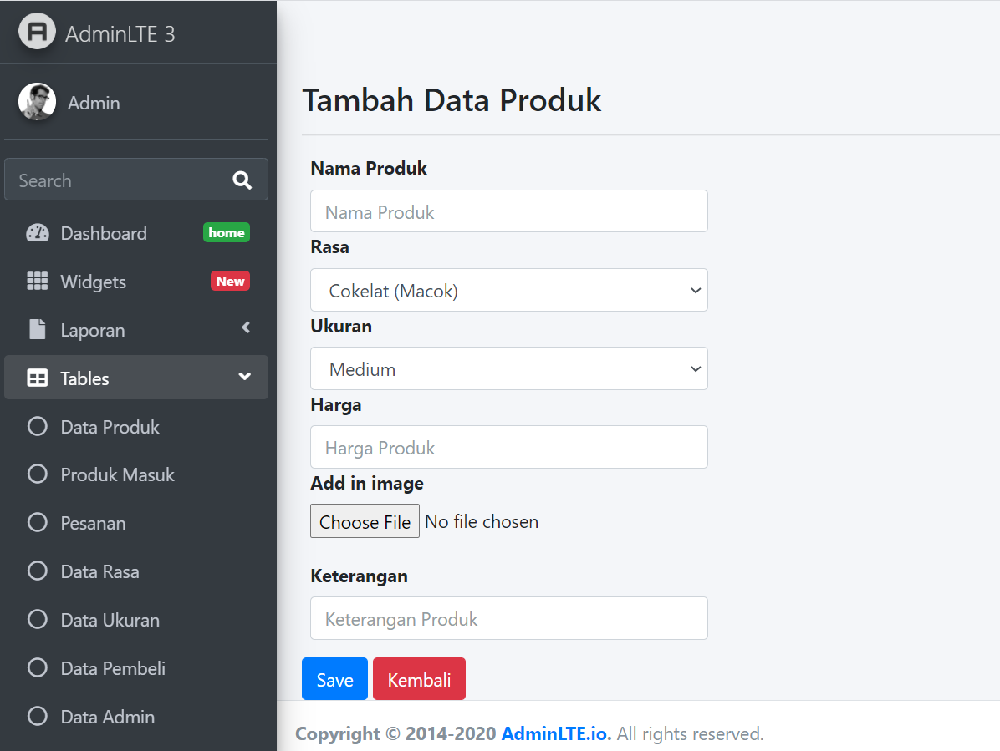 AdminLTE 3
Admin
Search
Dashboard home
Widgets New
Laporan
Tables
Data Produk
Produk Masuk
Pesanan
Data Rasa
Data Ukuran
Data Pembeli
Data Admin
Tambah Data Produk
Nama Produk
Nama Produk
Rasa
Cokelat (Macok)
Ukuran
Medium
Harga
Harga Produk
Add in image
Choose File No file chosen
Keterangan
Keterangan Produk
Save Kembali
Copyright © 2014-2020 AdminLTE.io. All rights reserved.